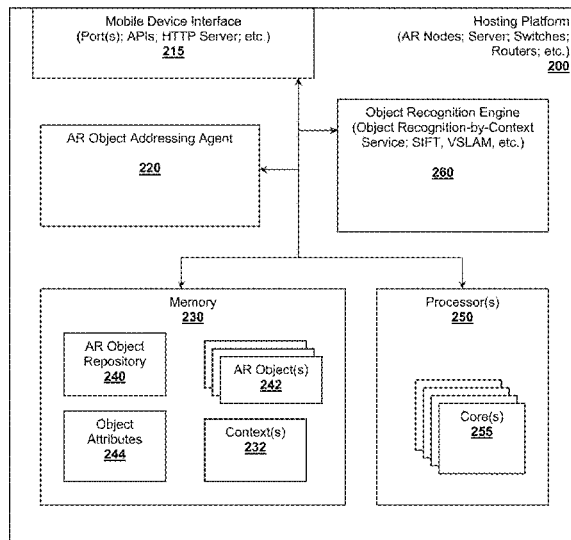 Mobile Device Interface
(Port(s); APIs; HTTP Server; etc.)
215
Hosting Platform
(AR Nodes; Server; Switches;
Routers; etc.)
200
AR Object Addressing Agent
220
Object Recognition Engine
(Object Recognition-by-Context
Service; SIFT, VSLAM, etc.)
260
Memory
230
AR Object
Repository
240
AR Object(s)
242
Object
Attributes
244
Context(s)
232
Processor(s)
250
Core(s)
255